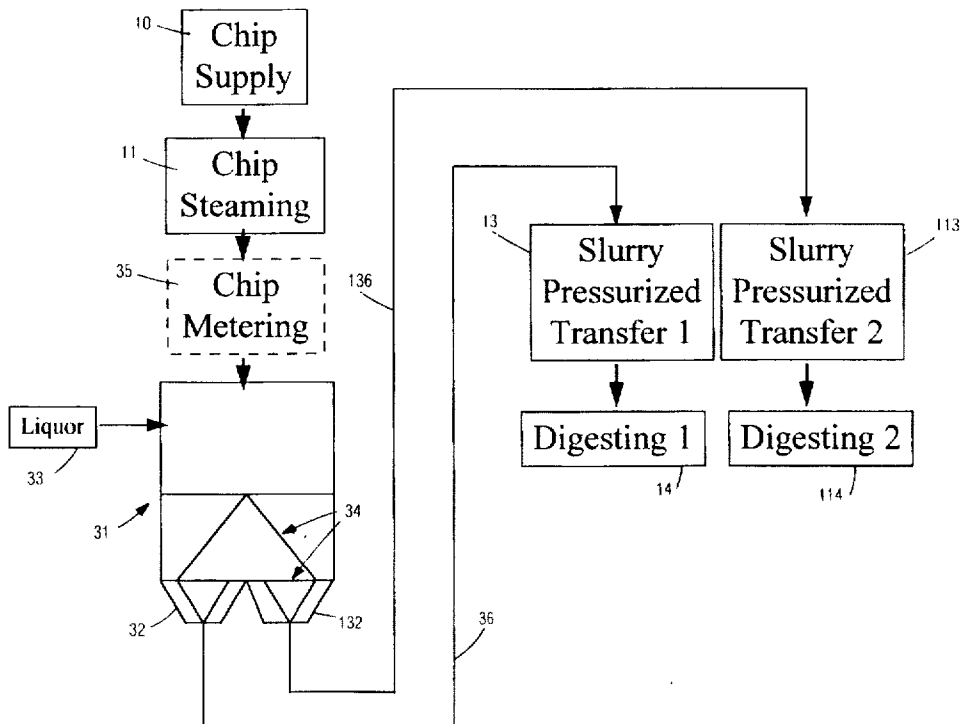 10
Chip
Supply
11
Chip
Steaming
35
Chip
Metering
Liquor
33
31
34
32
132
136
36
13
Slurry
Pressurized
Transfer 1
113
Slurry
Pressurized
Transfer 2
Digesting 1
14
Digesting 2
114